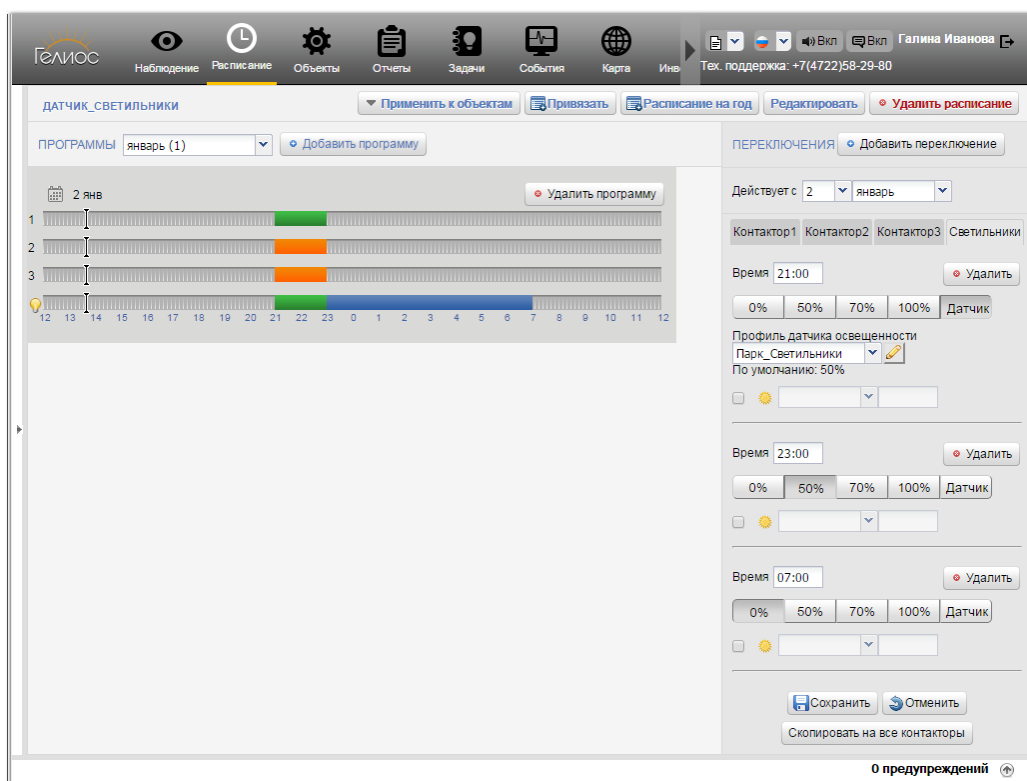 Гелиос
Наблюдение Расписание Объекты Отчеты Задачи События Карта Инв
Вкл Вкл Галина Иванова
Тех. поддержка: +7(4722)58-29-80
ДАТЧИК_СВЕТИЛЬНИКИ Применить к объектам Привязать Расписание на год Редактировать Удалить расписание
ПРОГРАММЫ январь (1) Добавить программу
2 янв Удалить программу
1
2
3
12 13 14 15 16 17 18 19 20 21 22 23 0 1 2 3 4 5 6 7 8 9 10 11 12
ПЕРЕКЛЮЧЕНИЯ Добавить переключение
Действует с 2 январь
Контактор1 Контактор2 Контактор3 Светильники
Время 21:00 Удалить
0% 50% 70% 100% Датчик
Профиль датчика освещенности
Парк_Светильники
По умолчанию: 50%
Время 23:00 Удалить
0% 50% 70% 100% Датчик
Время 07:00 Удалить
0% 50% 70% 100% Датчик
Сохранить Отменить
Скопировать на все контакторы
0 предупреждений